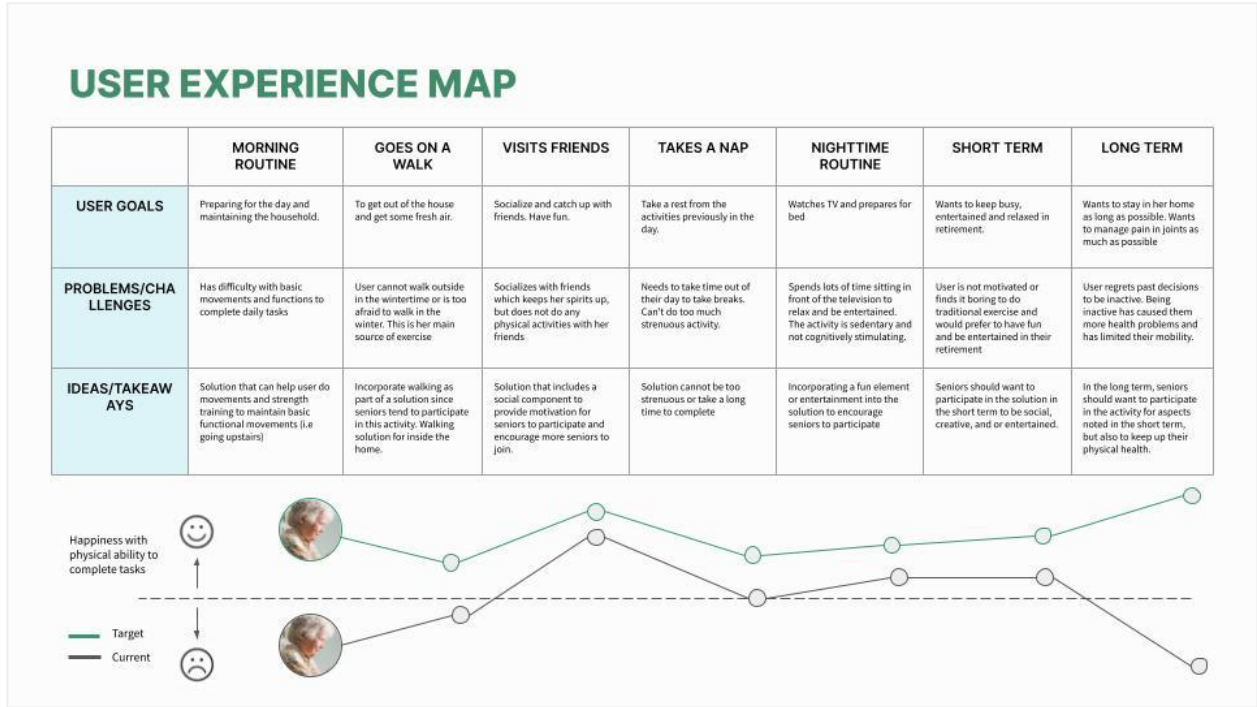 USER EXPERIENCE MAP
MORNING
ROUTINE
GOES ON A
WALK
VISITS FRIENDS
TAKES A NAP
NIGHTTIME
ROUTINE
SHORT TERM
LONG TERM
USER GOALS
Preparing for the day and
maintaining the household.
To get out of the house
and get some fresh air.
Socialize and catch up with
friends. Have fun.
Take a rest from the
activities previously in the
day.
Watches TV and prepares for
bed
Wants to keep busy,
entertained and relaxed in
retirement.
Wants to stay in her home
as long as possible. Wants
to manage pain in joints as
much as possible
PROBLEMS/CHA
LLENGES
Has difficulty with basic
movements and functions to
complete daily tasks
User cannot walk outside
in the wintertime or is too
afraid to walk in the
winter. This is her main
source of exercise
Socializes with friends
which keeps her spirits up,
but does not do any
physical activities with her
friends
Needs to take time out of
their day to take breaks.
Can't do too much
strenuous activity.
Spends lots of time sitting in
front of the television to
relax and be entertained.
The activity is sedentary and
not cognitively stimulating.
User is not motivated or
finds it boring to do
traditional exercise and
would prefer to have fun
and be entertained in their
retirement
User regrets past decisions
to be inactive. Being
inactive has caused them
more health problems and
has limited their mobility.
IDEAS/TAKEAW
AYS
Solution that can help user do
movements and strength
training to maintain basic
functional movements (i.e
going upstairs)
Incorporate walking as
part of a solution since
seniors tend to participate
in this activity. Walking
solution for inside the
home.
Solution that includes a
social component to
provide motivation for
seniors to participate and
encourage more seniors to
join.
Solution cannot be too
strenuous or take a long
time to complete
Incorporating a fun element
or entertainment into the
solution to encourage
seniors to participate
Seniors should want to
participate in the solution in
the short term to be social,
creative, and or entertained.
In the long term, seniors
should want to participate
in the activity for aspects
noted in the short term,
but also to keep up their
physical health.
Happiness with
physical ability to
complete tasks
Target
Current